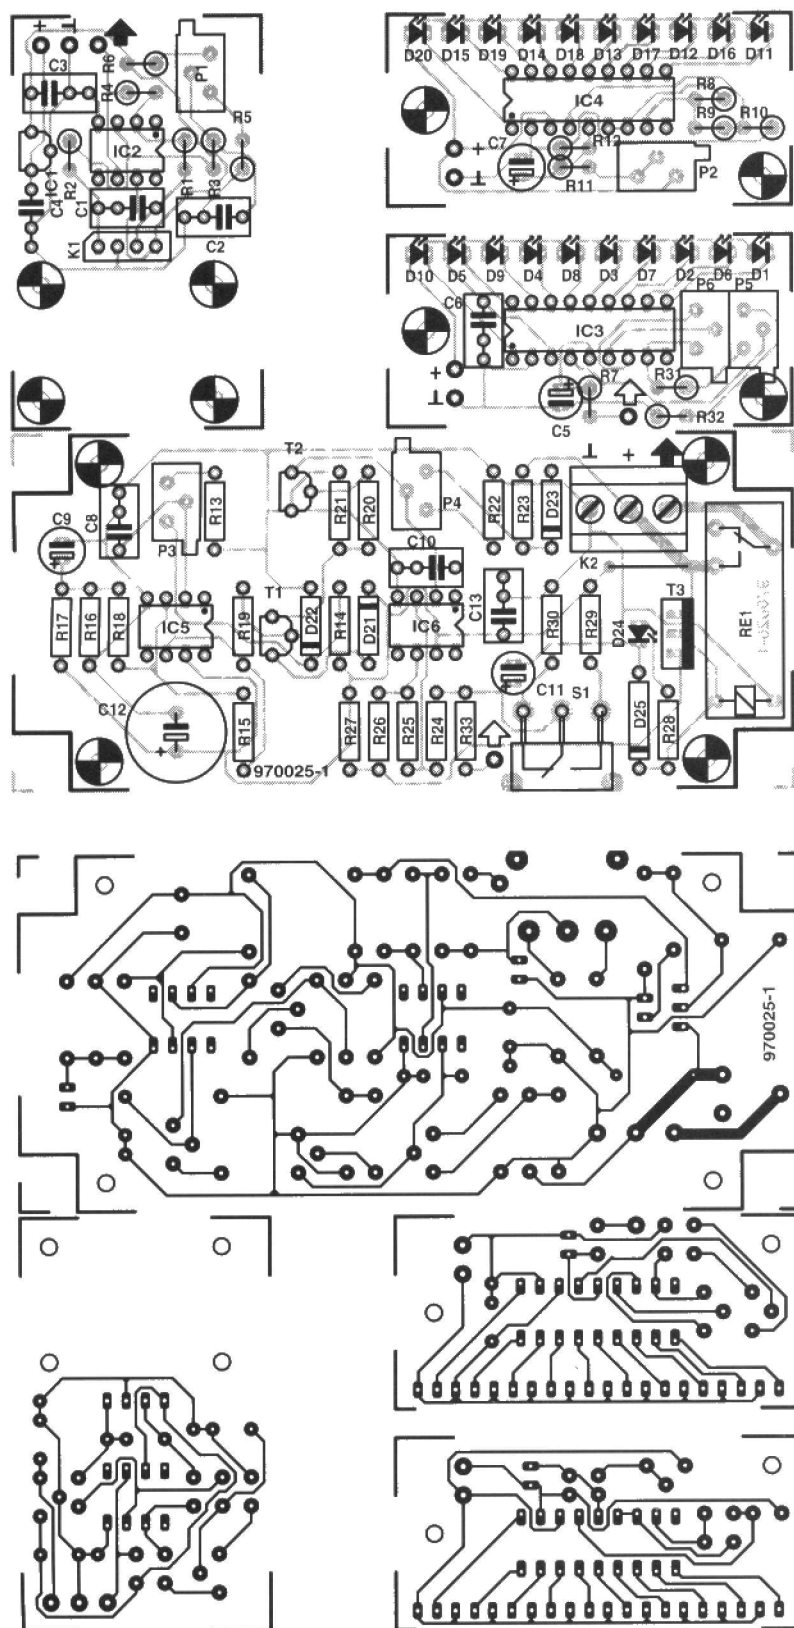 + ⊥
C3
R6
R4
P1
R5
IC2
IC1
R2
C4
C1
R1
R3
C2
K1
D20 D15 D19 D14 D18 D13 D17 D12 D16 D11
IC4
R8
R9
R10
C7
R12
+
⊥
R11
P2
D10 D5 D9 D4 D8 D3 D7 D2 D6 D1
P6 P5
C6
IC3
+
⊥
R7
R31
C5
R32
T2
⊥ +
C9
C8
P3
R13
R21
R20
P4
R22
R23
D23
C10
K2
RE1
R17
R16
R18
IC5
R19
T1
D22
R14
D21
IC6
C13
R30
R29
D24
T3
C12
+
R15
R27
R26
R25
R24
R33
C11
S1
D25
R28
970025-1
970025-1